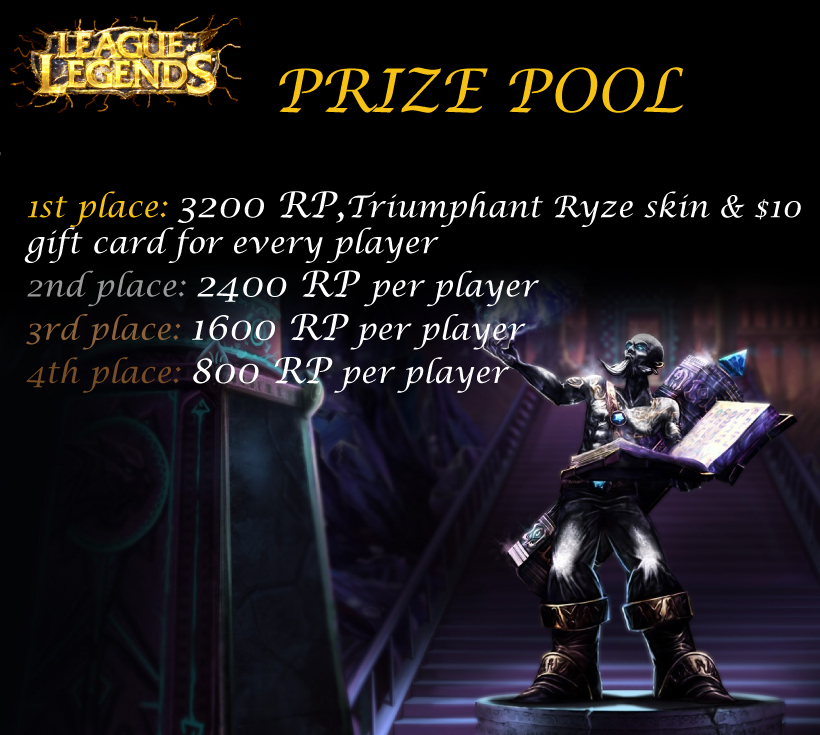 LEAGUE of
LEGENDS
PRIZE POOL
1st place: 3200 RP,Triumphant Ryze skin & $10
gift card for every player
2nd place: 2400 RP per player
3rd place: 1600 RP per player
4th place: 800 RP per player